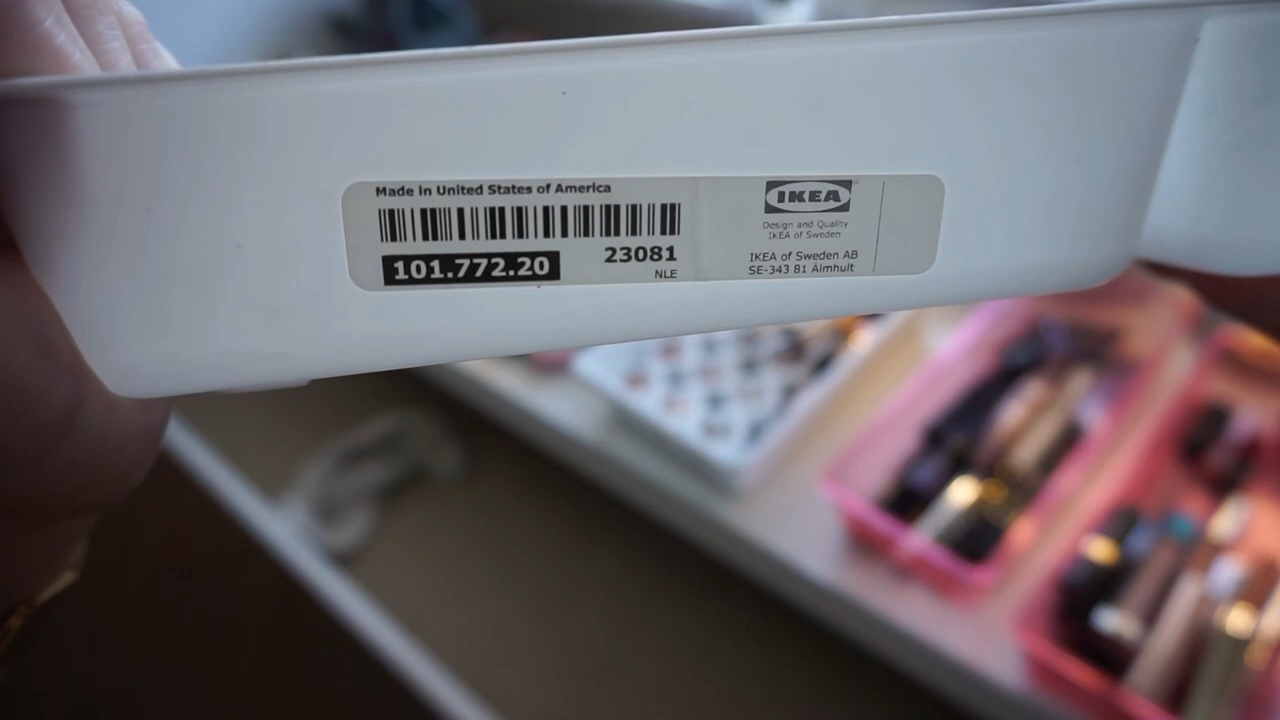 Made in United States of America
101.772.20
23081
NLE
IKEA
Design and Quality
IKEA of Sweden
IKEA of Sweden AB
SE-343 81 Älmhult